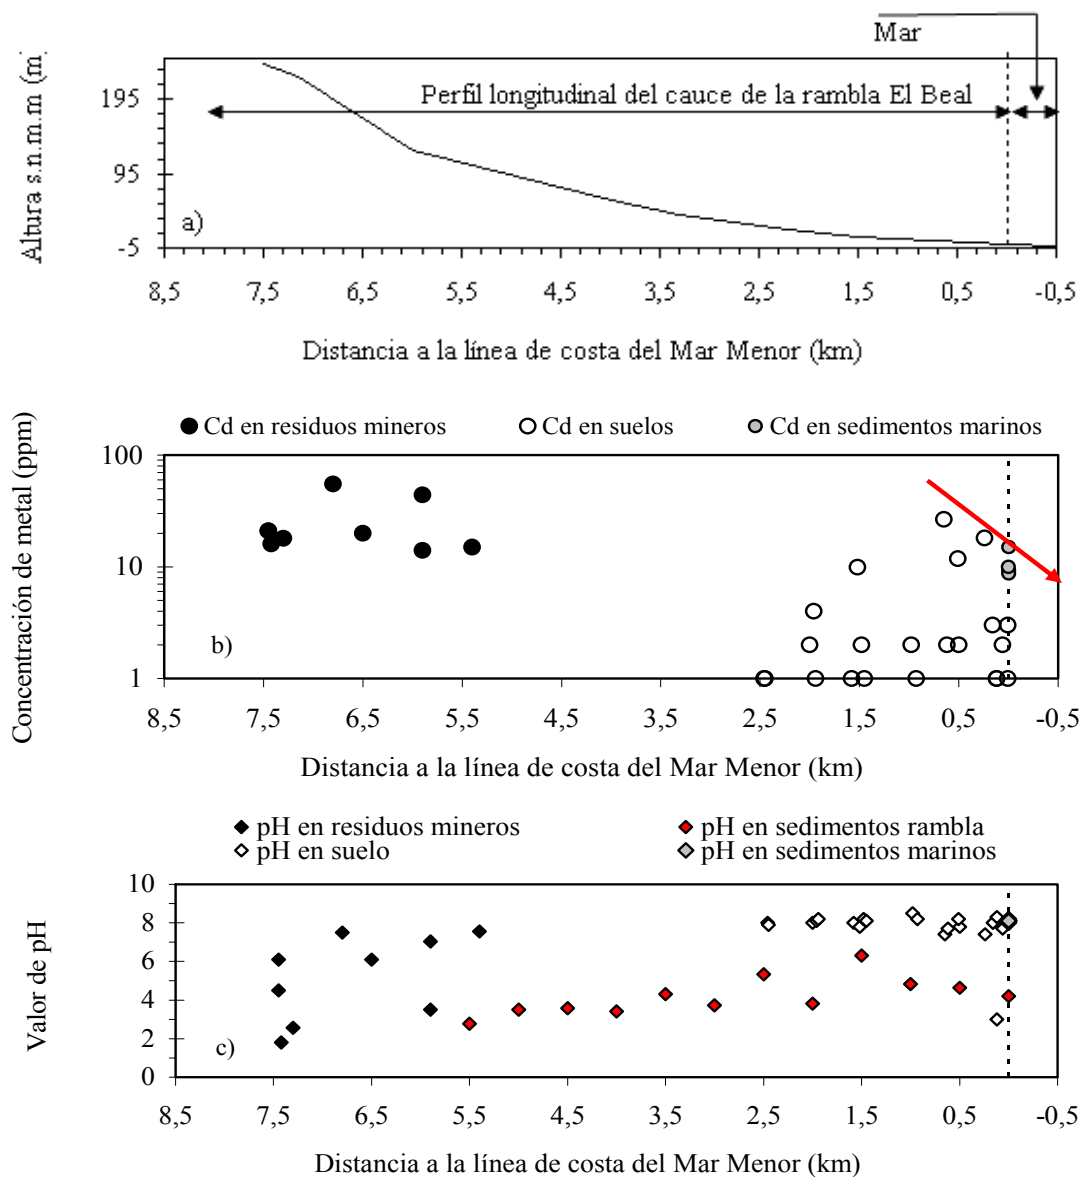 Mar
Altura s.n.m.m (m)
195
95
-5
Perfil longitudinal del cauce de la rambla El Beal
a)
8,5 7,5 6,5 5,5 4,5 3,5 2,5 1,5 0,5 -0,5
Distancia a la línea de costa del Mar Menor (km)
Concentración de metal (ppm)
Cd en residuos mineros Cd en suelos Cd en sedimentos marinos
100
10
1
b)
8,5 7,5 6,5 5,5 4,5 3,5 2,5 1,5 0,5 -0,5
Distancia a la línea de costa del Mar Menor (km)
pH en residuos mineros pH en sedimentos rambla
pH en suelo pH en sedimentos marinos
Valor de pH
10
8
6
4
2
0
c)
8,5 7,5 6,5 5,5 4,5 3,5 2,5 1,5 0,5 -0,5
Distancia a la línea de costa del Mar Menor (km)